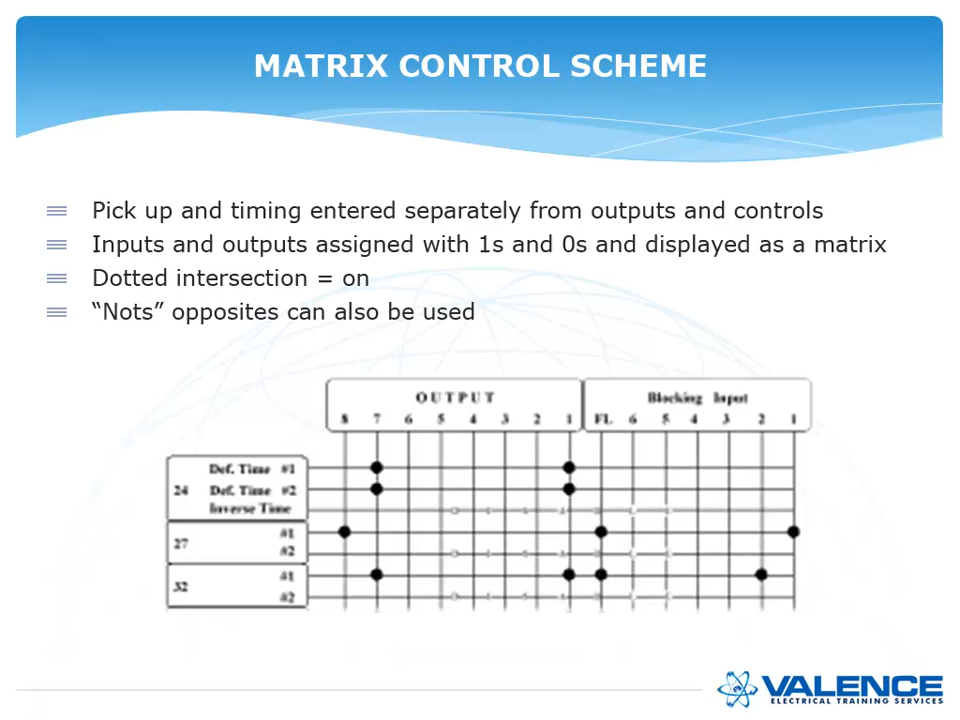 MATRIX CONTROL SCHEME
Pick up and timing entered separately from outputs and controls
Inputs and outputs assigned with 1s and 0s and displayed as a matrix
Dotted intersection = on
“Nots” opposites can also be used
OUTPUT Blocking Input
8 7 6 5 4 3 2 1 FL 6 5 4 3 2 1
Def. Time #1
24 Def. Time #2
Inverse Time
27 #1
#2
32 #1
#2
VALENCE
ELECTRICAL TRAINING SERVICES